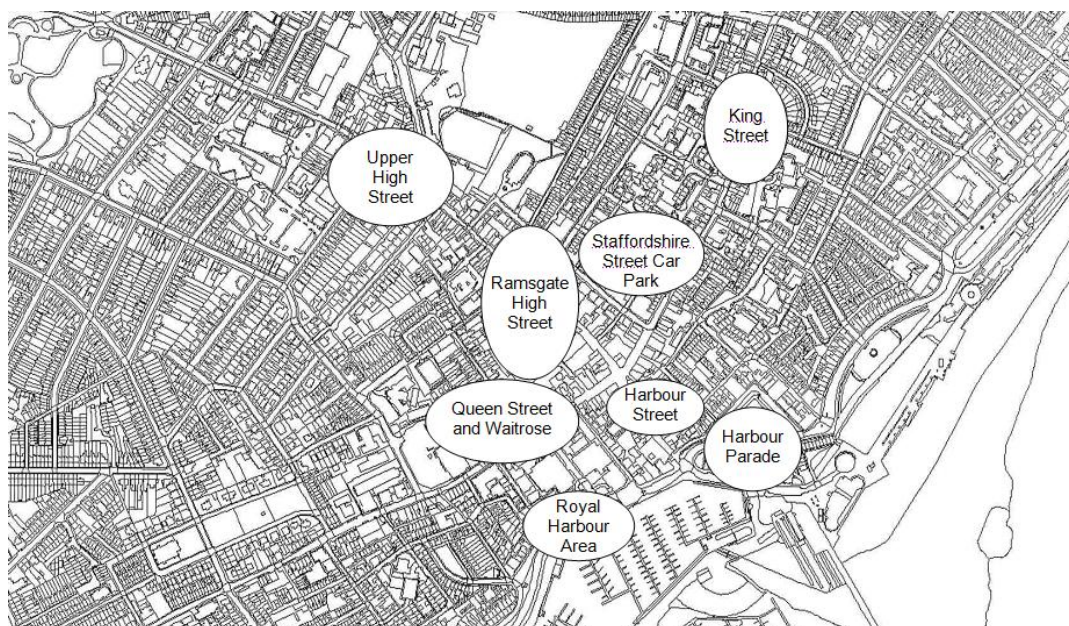 King
Street
Upper
High
Street
Staffordshire
Street Car
Park
Ramsgate
High
Street
Queen Street
and Waitrose
Harbour
Street
Harbour
Parade
Royal
Harbour
Area